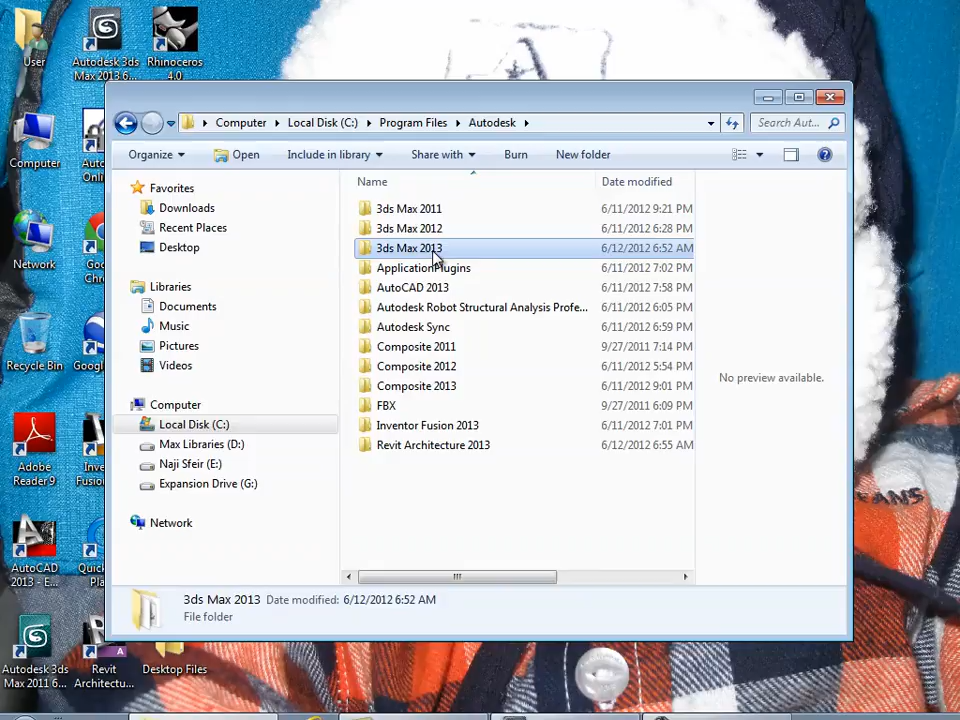 User
Autodesk 3ds
Max 2013 6...
Rhinoceros
4.0
Computer
Network
Recycle Bin
Adobe
Reader 9
AutoCAD
2013 - E...
Autodesk 3ds
Max 2011 6...
Revit
Architectu...
Desktop Files
Computer
Local Disk (C:)
Program Files
Autodesk
Search Aut...
Organize
Open
Include in library
Share with
Burn
New folder
Favorites
Downloads
Recent Places
Desktop
Libraries
Documents
Music
Pictures
Videos
Computer
Local Disk (C:)
Max Libraries (D:)
Naji Sfeir (E:)
Expansion Drive (G:)
Network
Name Date modified
3ds Max 2011 6/11/2012 9:21 PM
3ds Max 2012 6/11/2012 6:28 PM
3ds Max 2013 6/12/2012 6:52 AM
ApplicationPlugins 6/11/2012 7:02 PM
AutoCAD 2013 6/11/2012 7:58 PM
Autodesk Robot Structural Analysis Profe... 6/11/2012 6:05 PM
Autodesk Sync 6/11/2012 6:59 PM
Composite 2011 9/27/2011 7:14 PM
Composite 2012 6/11/2012 5:54 PM
Composite 2013 6/11/2012 9:01 PM
FBX 9/27/2011 6:09 PM
Inventor Fusion 2013 6/11/2012 7:01 PM
Revit Architecture 2013 6/12/2012 6:55 AM
No preview available.
3ds Max 2013 Date modified: 6/12/2012 6:52 AM
File folder